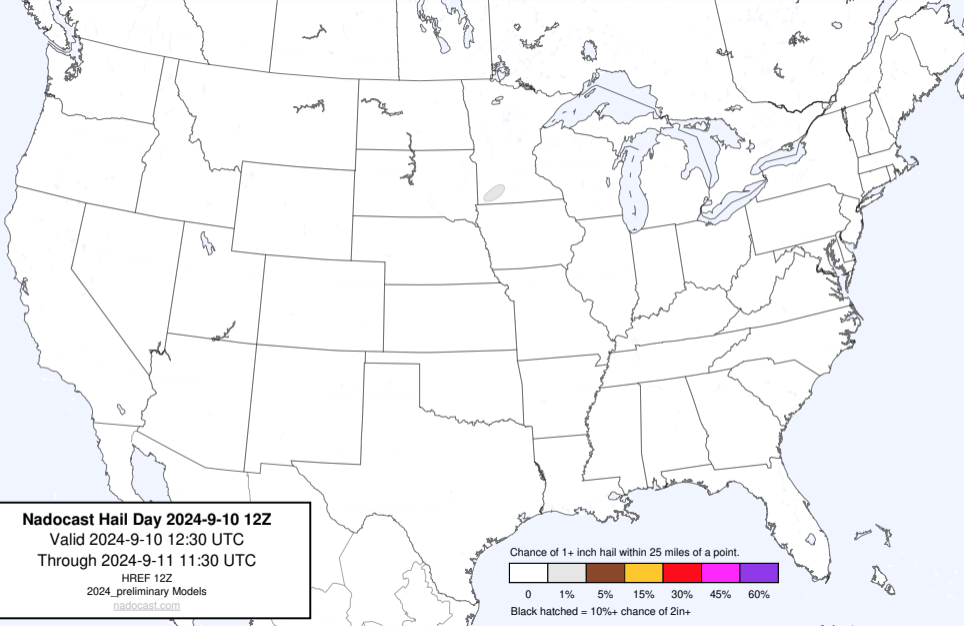 Nadocast Hail Day 2024-9-10 12Z
Valid 2024-9-10 12:30 UTC
Through 2024-9-11 11:30 UTC
HREF 12Z
2024_preliminary Models
nadocast.com
Chance of 1+ inch hail within 25 miles of a point.
0 1% 5% 15% 30% 45% 60%
Black hatched = 10%+ chance of 2in+